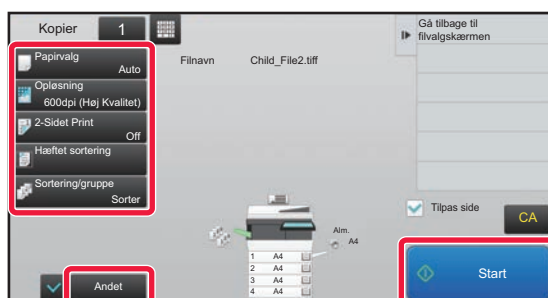 Kopier 1
Gå tilbage til
filvalgskærmen
Filnavn Child_File2.tiff
Papirvalg
Auto
Opløsning
600dpi (Høj Kvalitet)
2-Sidet Print
Off
Hæftet sortering
Sortering/gruppe
Sorter
Tilpas side
CA
Alm.
A4
1 A4
2 A4
3 A4
4 A4
Andet
Start